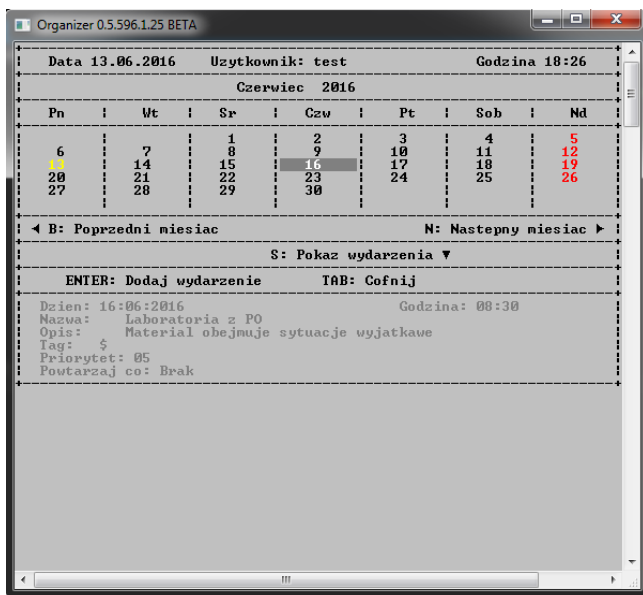 Organizer 0.5.596.1.25 BETA
Data 13.06.2016 Uzytkownik: test Godzina 18:26
Czerwiec 2016
Pn Wt Sr Czw Pt Sob Nd
1 2 3 4 5
6 7 8 9 10 11 12
13 14 15 16 17 18 19
20 21 22 23 24 25 26
27 28 29 30
◄ B: Poprzedni miesiac N: Nastepny miesiac ►
S: Pokaz wydarzenia ▼
ENTER: Dodaj wydarzenie TAB: Cofnij
Dzien: 16:06:2016 Godzina: 08:30
Nazwa: Laboratoria z PO
Opis: Material obejmuje sytuacje wyjatkawe
Tag: $
Priorytet: 05
Powtarzaj co: Brak